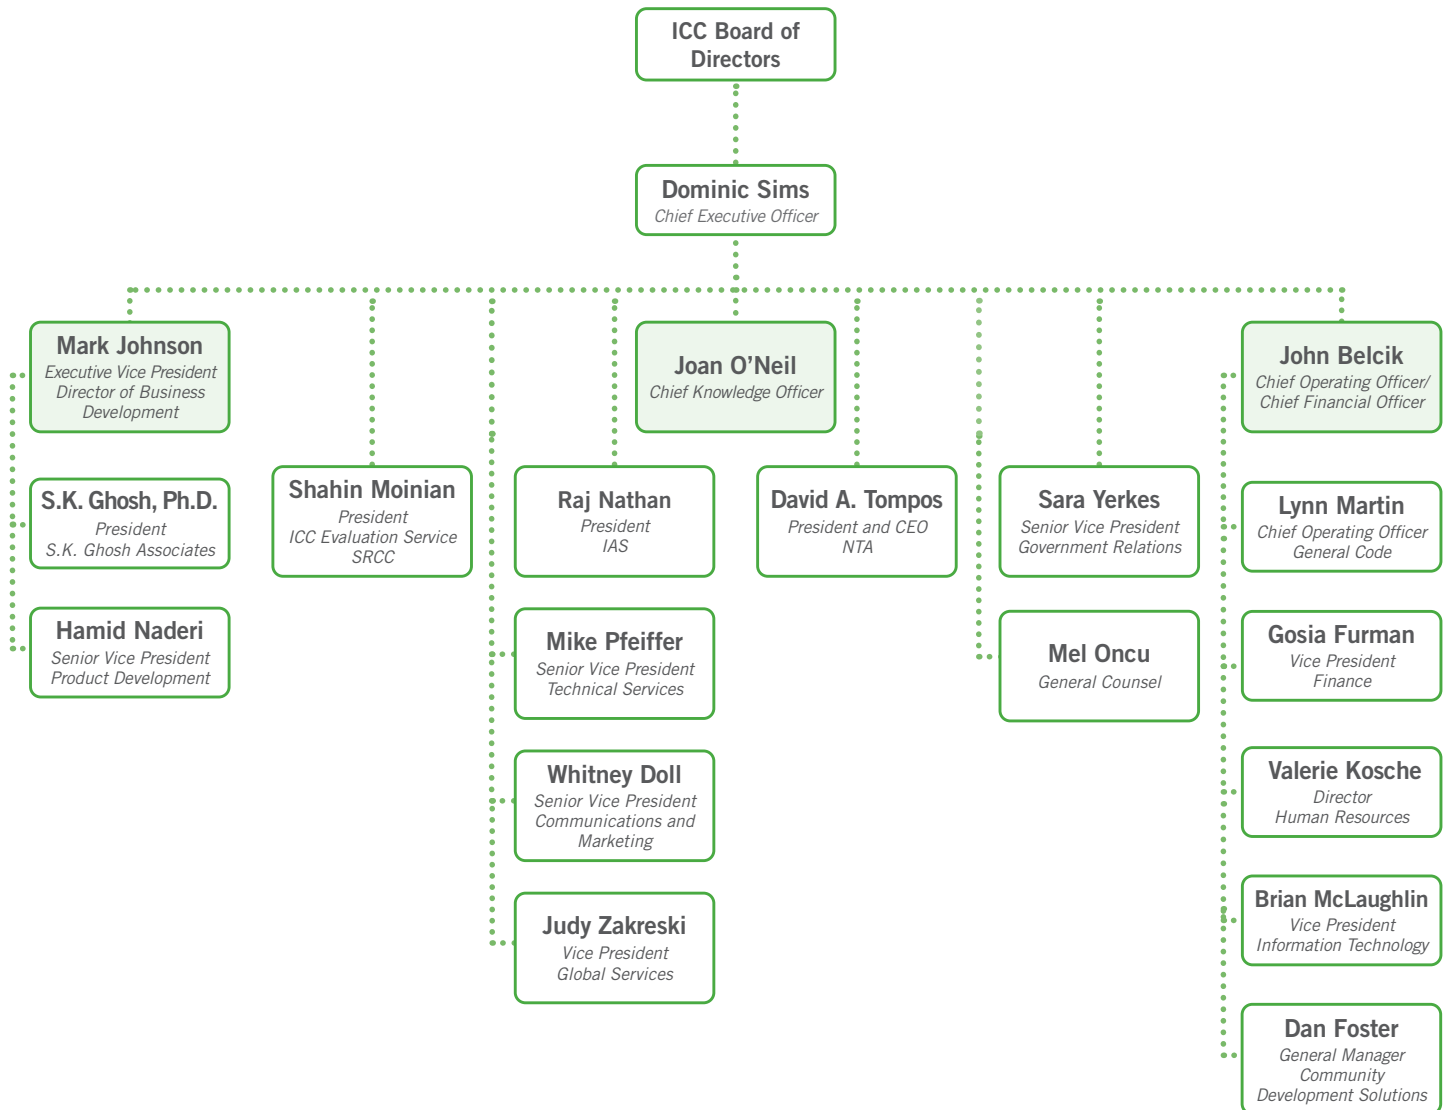 ICC Board of
Directors
Dominic Sims
Chief Executive Officer
Mark Johnson
Executive Vice President
Director of Business
Development
Joan O’Neil
Chief Knowledge Officer
John Belcik
Chief Operating Officer/
Chief Financial Officer
S.K. Ghosh, Ph.D.
President
S.K. Ghosh Associates
Shahin Moinian
President
ICC Evaluation Service
SRCC
Raj Nathan
President
IAS
David A. Tompos
President and CEO
NTA
Sara Yerkes
Senior Vice President
Government Relations
Lynn Martin
Chief Operating Officer
General Code
Hamid Naderi
Senior Vice President
Product Development
Mike Pfeiffer
Senior Vice President
Technical Services
Mel Oncu
General Counsel
Gosia Furman
Vice President
Finance
Whitney Doll
Senior Vice President
Communications and
Marketing
Valerie Kosche
Director
Human Resources
Judy Zakreski
Vice President
Global Services
Brian McLaughlin
Vice President
Information Technology
Dan Foster
General Manager
Community
Development Solutions